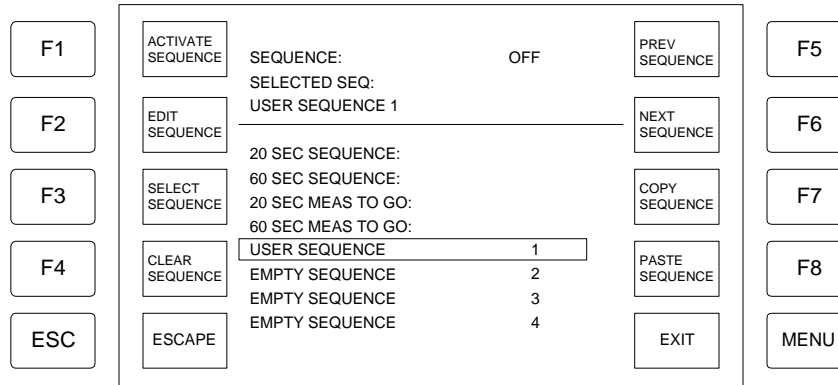 F1
F2
F3
F4
ESC
ACTIVATE
SEQUENCE
EDIT
SEQUENCE
SELECT
SEQUENCE
CLEAR
SEQUENCE
ESCAPE
SEQUENCE: OFF
SELECTED SEQ:
USER SEQUENCE 1
20 SEC SEQUENCE:
60 SEC SEQUENCE:
20 SEC MEAS TO GO:
60 SEC MEAS TO GO:
USER SEQUENCE 1
EMPTY SEQUENCE 2
EMPTY SEQUENCE 3
EMPTY SEQUENCE 4
PREV
SEQUENCE
NEXT
SEQUENCE
COPY
SEQUENCE
PASTE
SEQUENCE
EXIT
F5
F6
F7
F8
MENU